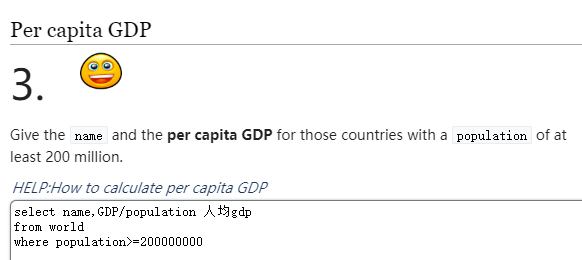 Per capita GDP
3.
Give the name and the per capita GDP for those countries with a population of at
least 200 million.
HELP:How to calculate per capita GDP
select name,GDP/population 人均gdp
from world
where population>=200000000